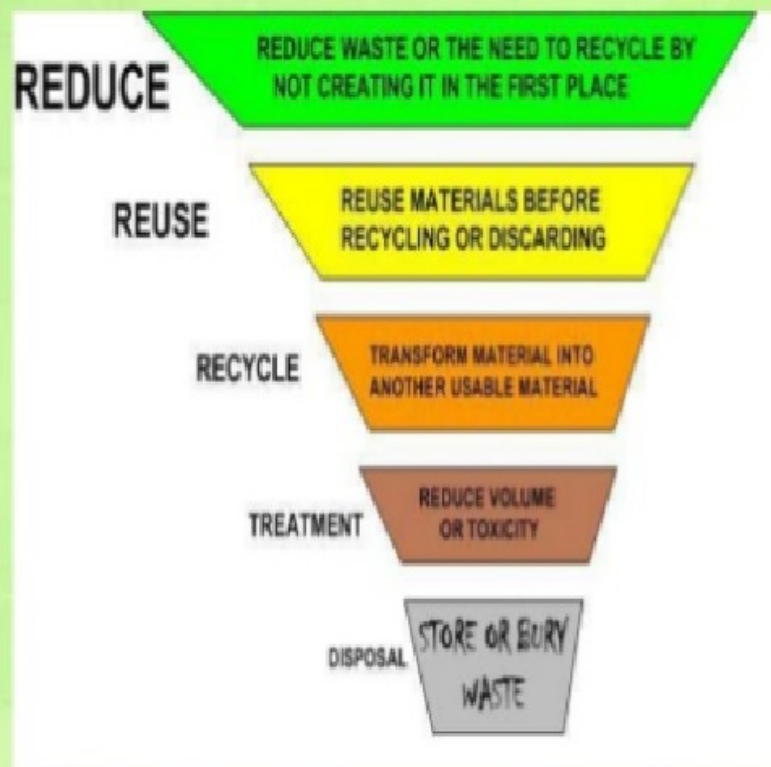 REDUCE
REDUCE WASTE OR THE NEED TO RECYCLE BY
NOT CREATING IT IN THE FIRST PLACE
REUSE
REUSE MATERIALS BEFORE
RECYCLING OR DISCARDING
RECYCLE
TRANSFORM MATERIAL INTO
ANOTHER USABLE MATERIAL
TREATMENT
REDUCE VOLUME
OR TOXICITY
DISPOSAL
STORE OR BURY
WASTE